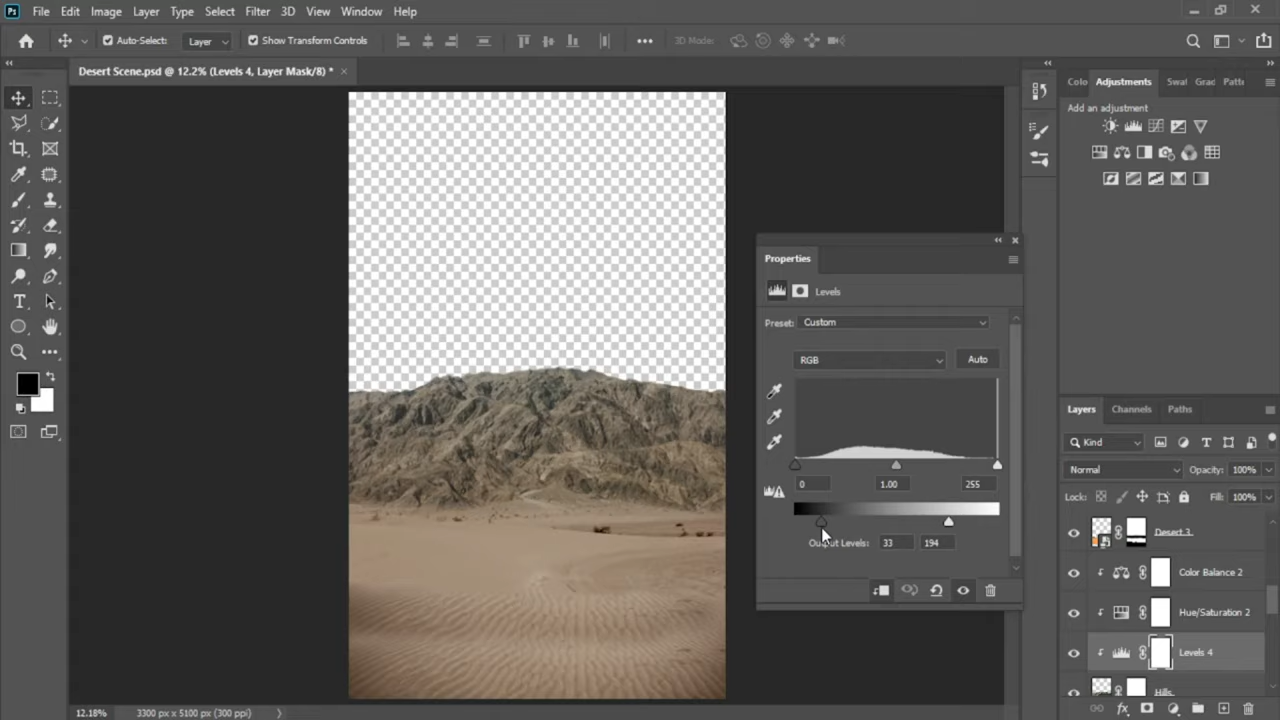 Ps File Edit Image Layer Type Select Filter 3D View Window Help
Auto-Select: Layer Show Transform Controls 3D Mode:
Desert Scene.psd @ 12.2% (Levels 4, Layer Mask/8) *
Colo Adjustments Swat Grad Path
Add an adjustment
Properties
Levels
Preset: Custom
RGB Auto
0 1.00 255
Output Levels: 33 194
Layers Channels Paths
Kind
Normal Opacity: 100%
Lock: Fill: 100%
Desert 3
Color Balance 2
Hue/Saturation 2
Levels 4
Hills
12.18% 3300 px x 5100 px (300 ppi)